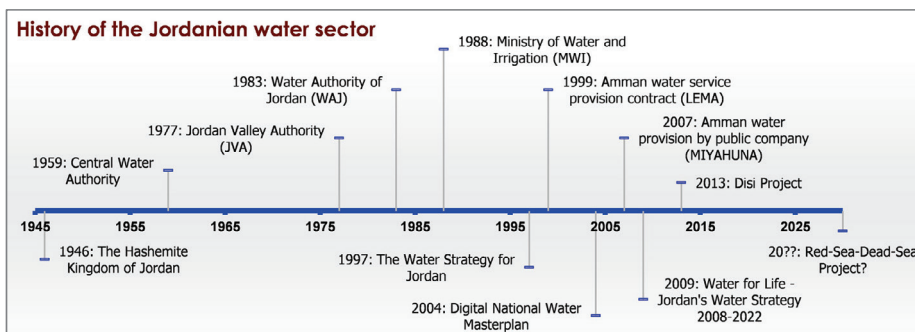 History of the Jordanian water sector
1988: Ministry of Water and
Irrigation (MWI)
1983: Water Authority of
Jordan (WAJ)
1999: Amman water service
provision contract (LEMA)
1977: Jordan Valley Authority
(JVA)
2007: Amman water
provision by public company
(MIYAHUNA)
1959: Central Water
Authority
2013: Disi Project
1945 1955 1965 1975 1985 1995 2005 2015 2025
1946: The Hashemite
Kingdom of Jordan
1997: The Water Strategy for
Jordan
20??: Red-Sea-Dead-Sea
Project?
2004: Digital National Water
Masterplan
2009: Water for Life -
Jordan's Water Strategy
2008-2022